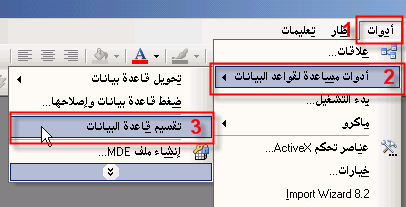 أدوات 1 إطار تعليمات
علاقات...
أدوات مساعدة لقواعد البيانات 2
بدء التشغيل...
ماكرو
عناصر تحكم ActiveX...
خيارات...
Import Wizard 8.2
تحويل قاعدة بيانات
ضغط قاعدة بيانات وإصلاحها...
تقسيم قاعدة البيانات 3
إنشاء ملف MDE...